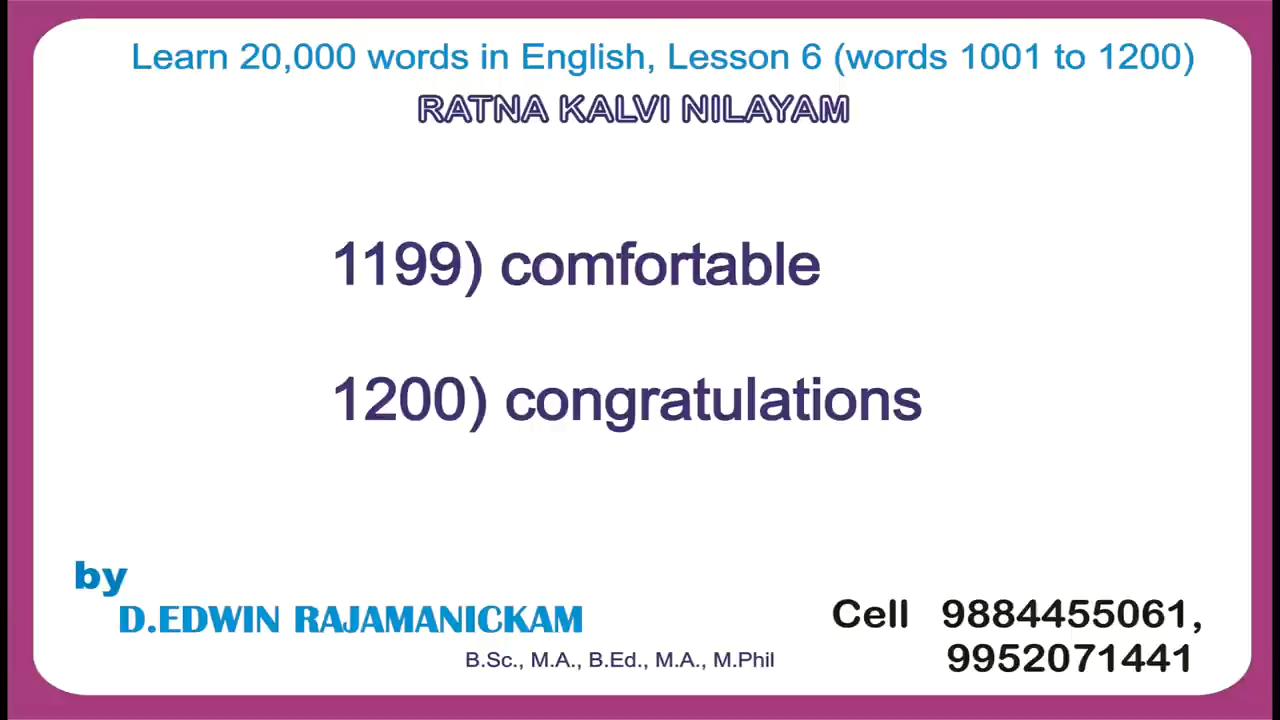 Learn 20,000 words in English, Lesson 6 (words 1001 to 1200)
RATNA KALVI NILAYAM
1199) comfortable
1200) congratulations
by
D.EDWIN RAJAMANICKAM
B.Sc., M.A., B.Ed., M.A., M.Phil
Cell 9884455061,
9952071441